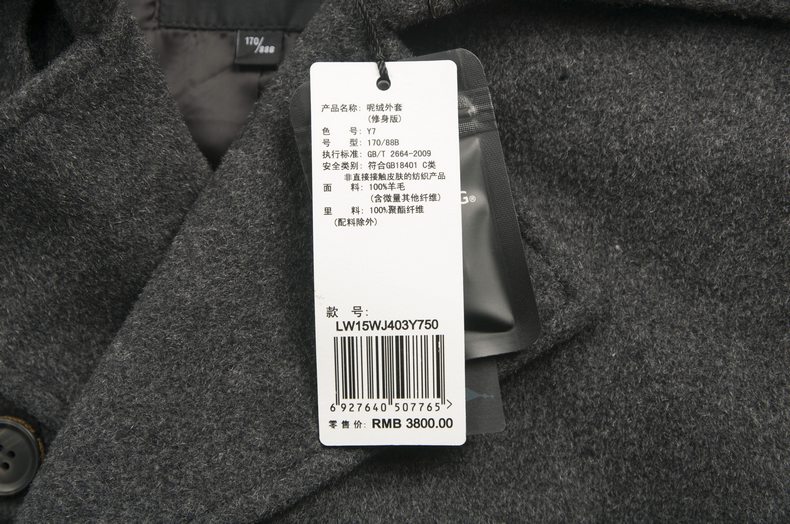 170/88B
产品名称: 呢绒外套
(修身版)
色 号: Y7
号 型: 170/88B
执行标准: GB/T 2664-2009
安全类别: 符合GB18401 C类
非直接接触皮肤的纺织产品
面 料: 100%羊毛
(含微量其他纤维)
里 料: 100%聚酯纤维
(配料除外)
G®
款 号:
LW15WJ403Y750
6 927640 507765 >
零售价: RMB 3800.00